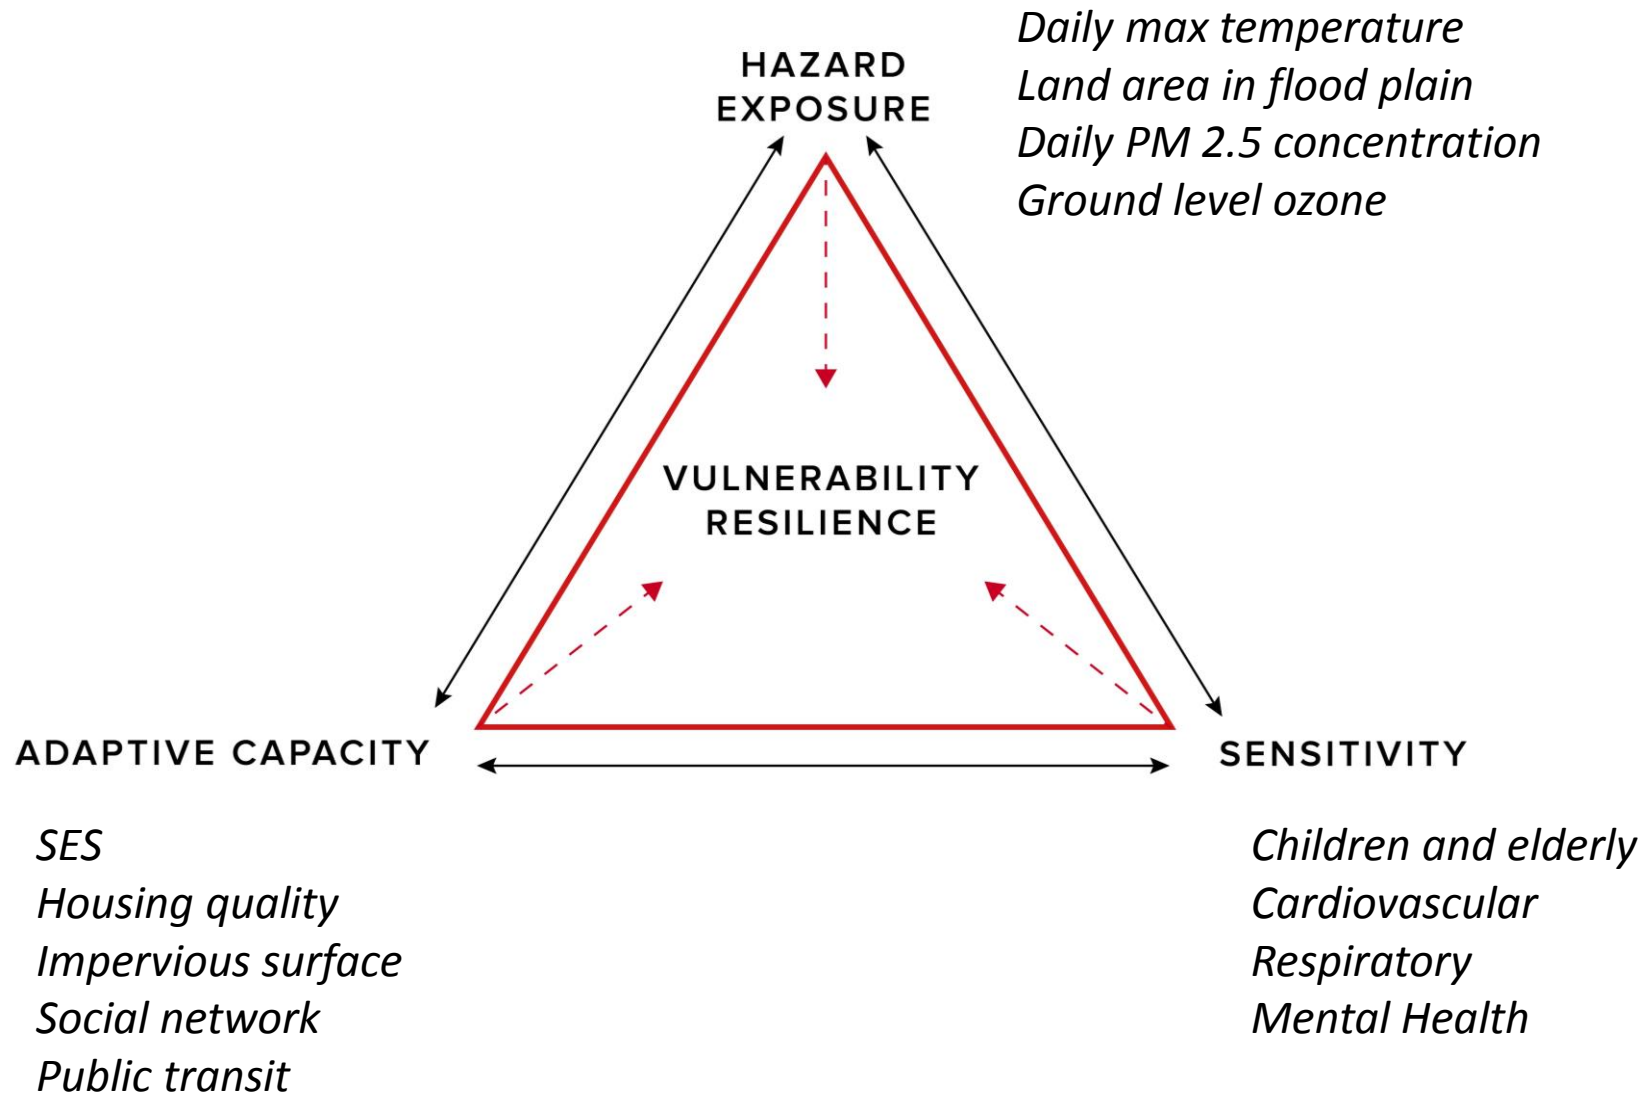 HAZARD
EXPOSURE
Daily max temperature
Land area in flood plain
Daily PM 2.5 concentration
Ground level ozone
VULNERABILITY
RESILIENCE
ADAPTIVE CAPACITY
SENSITIVITY
SES
Housing quality
Impervious surface
Social network
Public transit
Children and elderly
Cardiovascular
Respiratory
Mental Health